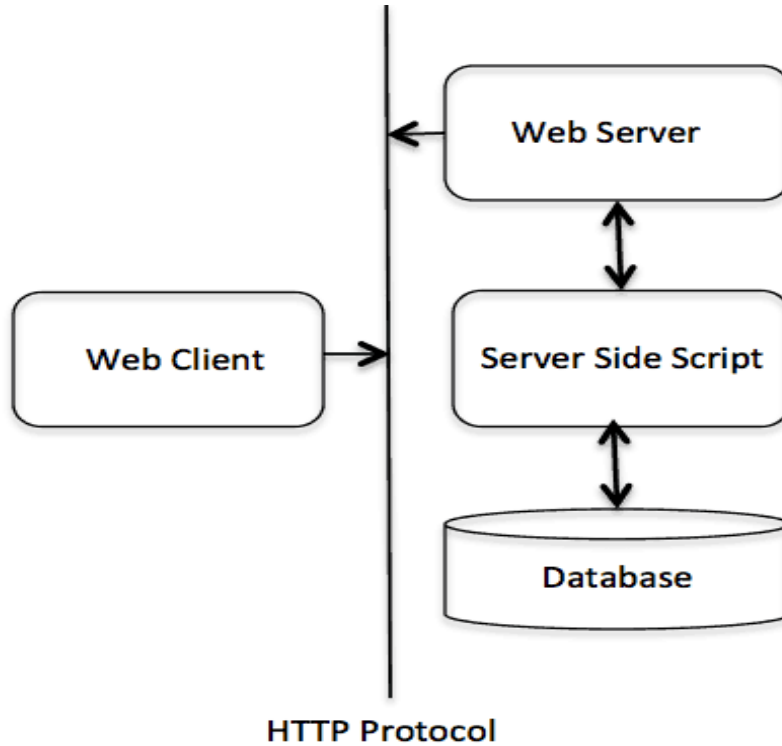 Web Server
Web Client
Server Side Script
Database
HTTP Protocol